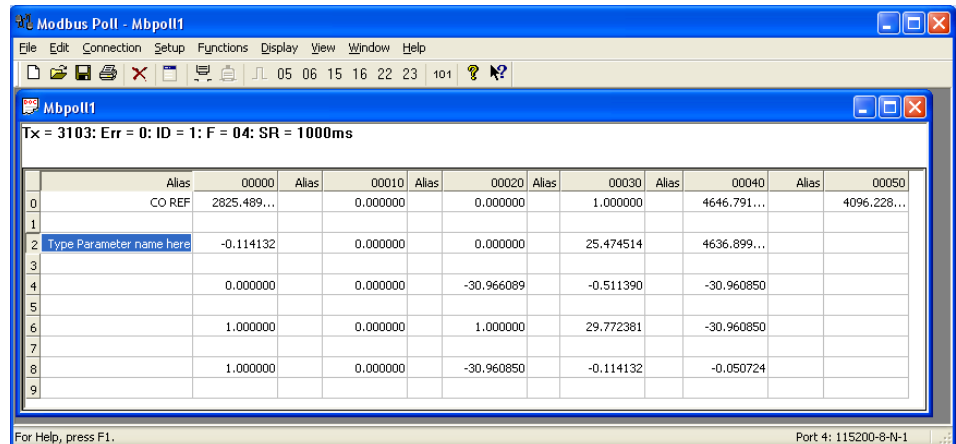 Modbus Poll - Mbpoll1
File Edit Connection Setup Functions Display View Window Help
05 06 15 16 22 23 101
Mbpoll1
Tx = 3103: Err = 0: ID = 1: F = 04: SR = 1000ms
Alias 00000 Alias 00010 Alias 00020 Alias 00030 Alias 00040 Alias 00050
0 CO REF 2825.489... 0.000000 0.000000 1.000000 4646.791... 4096.228...
1
2 Type Parameter name here -0.114132 0.000000 0.000000 25.474514 4636.899...
3
4 0.000000 0.000000 -30.966089 -0.511390 -30.960850
5
6 1.000000 0.000000 1.000000 29.772381 -30.960850
7
8 1.000000 0.000000 -30.960850 -0.114132 -0.050724
9
For Help, press F1. Port 4: 115200-8-N-1